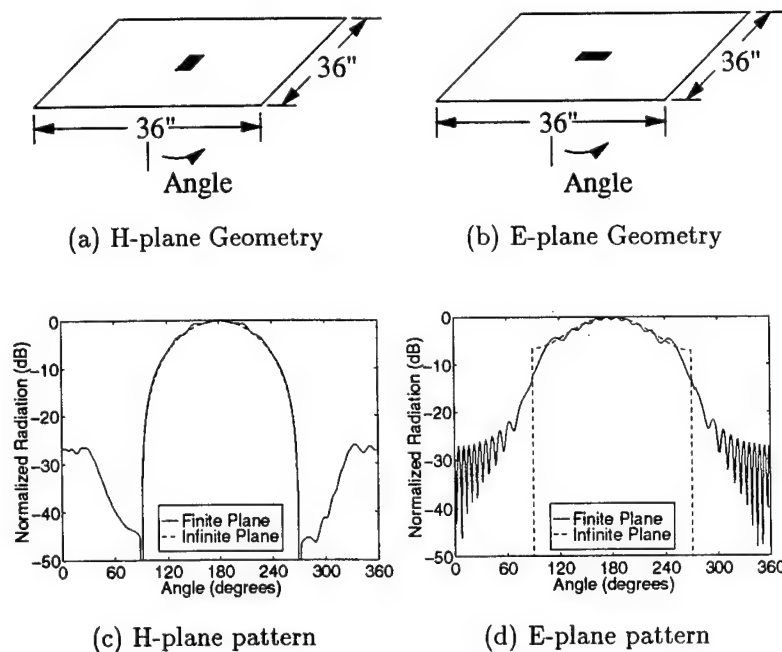 36"
36"
Angle
(a) H-plane Geometry
36"
36"
Angle
(b) E-plane Geometry
Normalized Radiation (dB)
0
-10
-20
-30
-40
-50
Finite Plane
Infinite Plane
0 60 120 180 240 300 360
Angle (degrees)
(c) H-plane pattern
Normalized Radiation (dB)
0
-10
-20
-30
-40
-50
Finite Plane
Infinite Plane
0 60 120 180 240 300 360
Angle (degrees)
(d) E-plane pattern